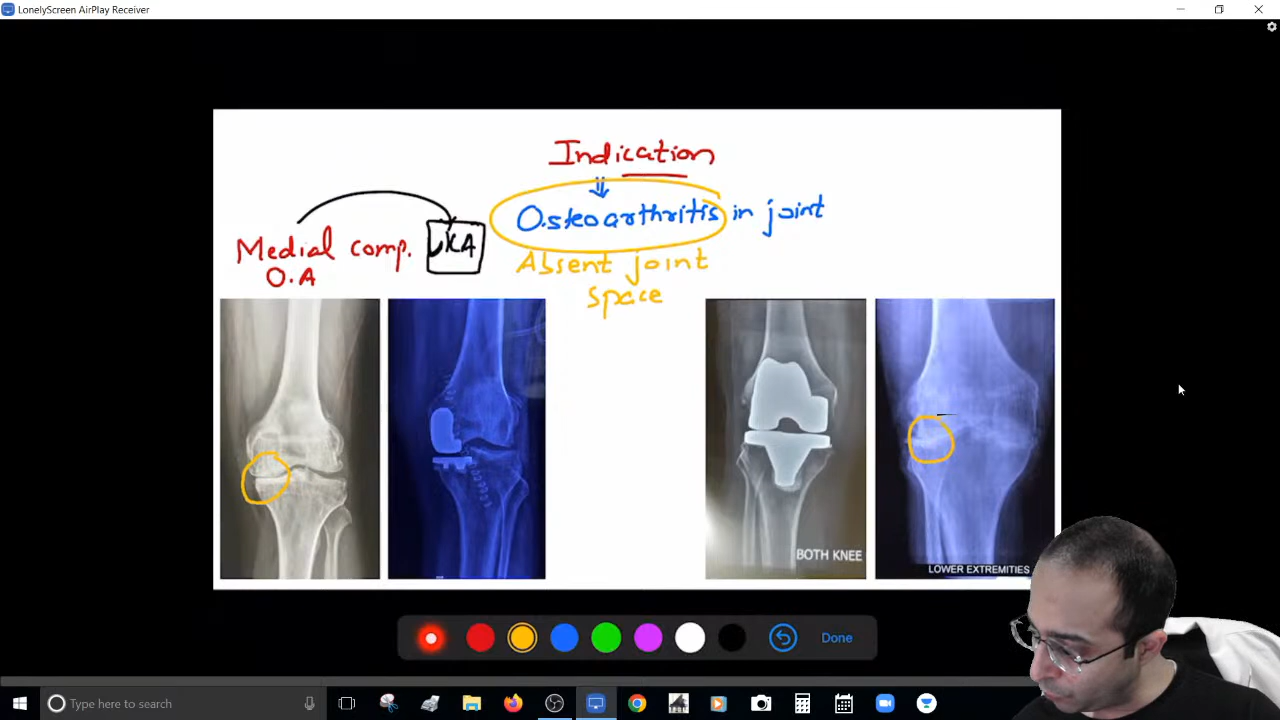 LonelyScreen AirPlay Receiver
Indication
Osteoarthritis in joint
Medial comp. UKA
O.A
Absent joint
space
BOTH KNEE
LOWER EXTREMITIES
Done
Type here to search